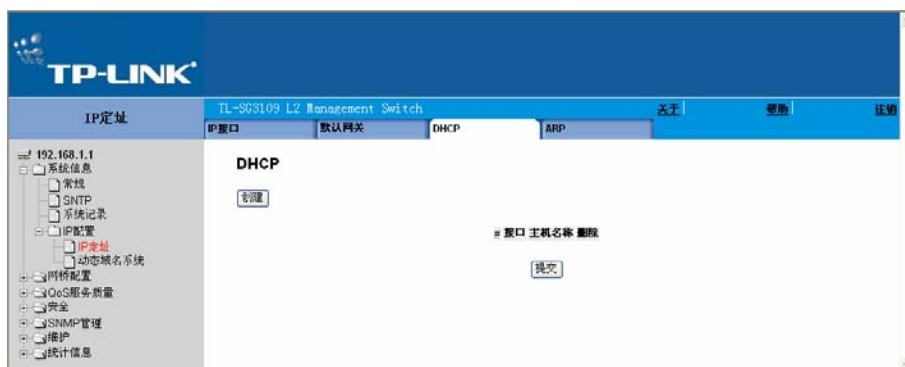 TP-LINK
IP定址
TL-SG3109 L2 Management Switch
关于 帮助 注销
IP接口 默认网关 DHCP ARP
192.168.1.1
系统信息
常规
SNTP
系统记录
IP配置
IP定址
动态域名系统
网桥配置
QoS服务质量
安全
SNMP管理
维护
统计信息
DHCP
创建
# 接口 主机名称 删除
提交